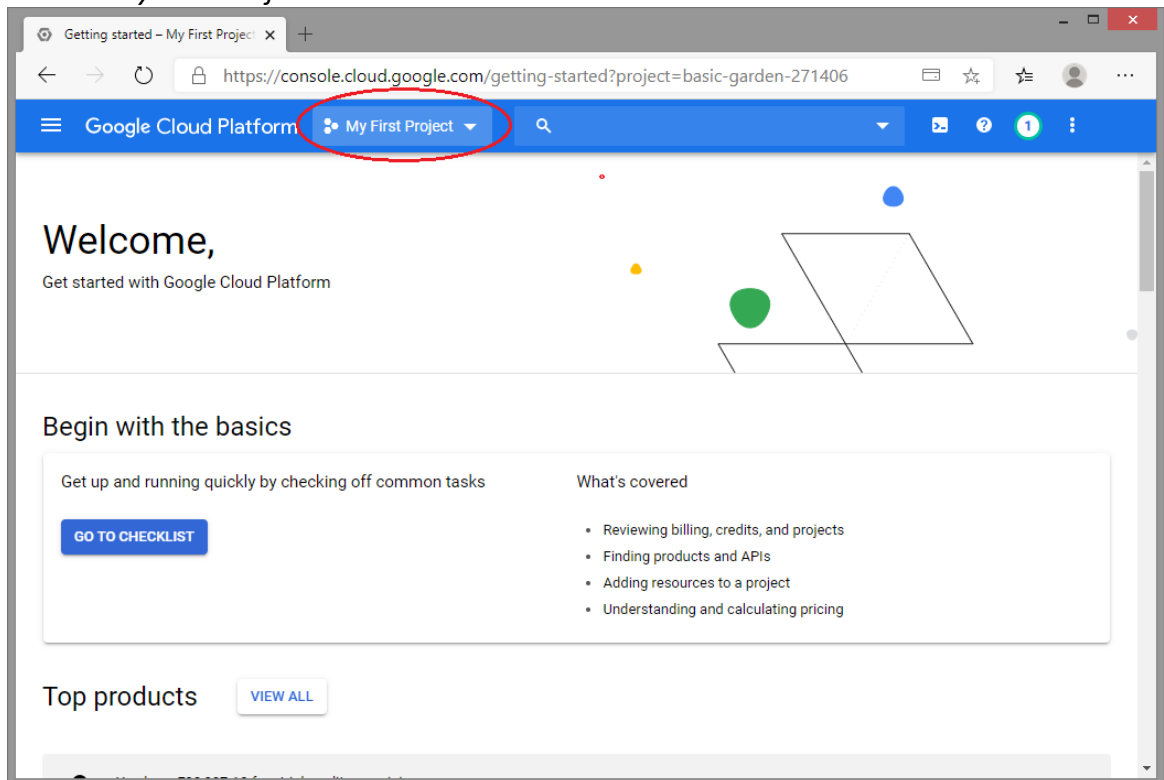 Getting started – My First Project
https://console.cloud.google.com/getting-started?project=basic-garden-271406
Google Cloud Platform My First Project 1
Welcome,
Get started with Google Cloud Platform
Begin with the basics
Get up and running quickly by checking off common tasks
GO TO CHECKLIST
What's covered
• Reviewing billing, credits, and projects
• Finding products and APIs
• Adding resources to a project
• Understanding and calculating pricing
Top products VIEW ALL